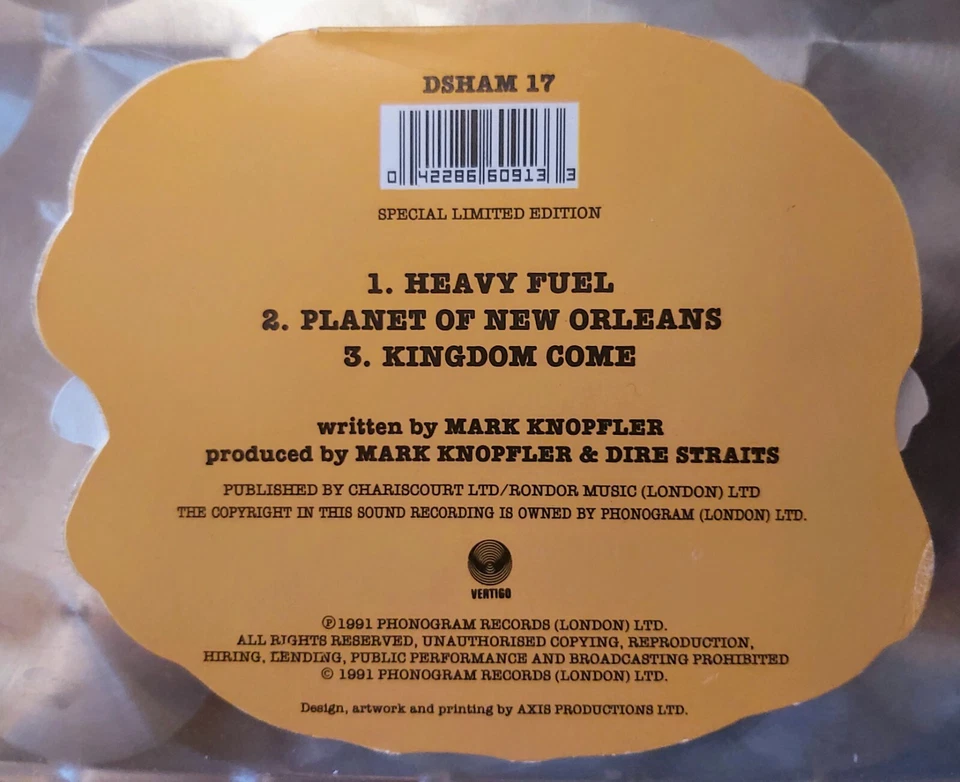 DSHAM 17
0 42286 60913 3
SPECIAL LIMITED EDITION
1. HEAVY FUEL
2. PLANET OF NEW ORLEANS
3. KINGDOM COME
written by MARK KNOPFLER
produced by MARK KNOPFLER & DIRE STRAITS
PUBLISHED BY CHARISCOURT LTD/RONDOR MUSIC (LONDON) LTD
THE COPYRIGHT IN THIS SOUND RECORDING IS OWNED BY PHONOGRAM (LONDON) LTD.
VERTIGO
℗ 1991 PHONOGRAM RECORDS (LONDON) LTD.
ALL RIGHTS RESERVED, UNAUTHORISED COPYING, REPRODUCTION,
HIRING, LENDING, PUBLIC PERFORMANCE AND BROADCASTING PROHIBITED
© 1991 PHONOGRAM RECORDS (LONDON) LTD.
Design, artwork and printing by AXIS PRODUCTIONS LTD.